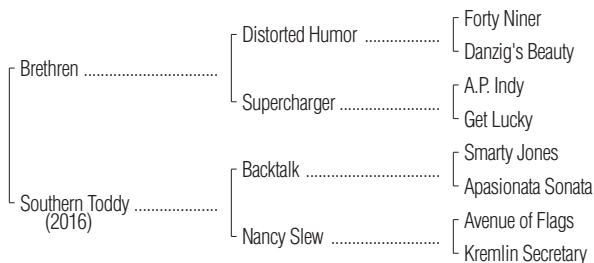 Forty Niner
Distorted Humor ..................
Danzig's Beauty
Brethren ................................
A.P. Indy
Supercharger ........................
Get Lucky
Smarty Jones
Backtalk ................................
Apasionata Sonata
Southern Toddy ....................
(2016)
Avenue of Flags
Nancy Slew ..........................
Kremlin Secretary